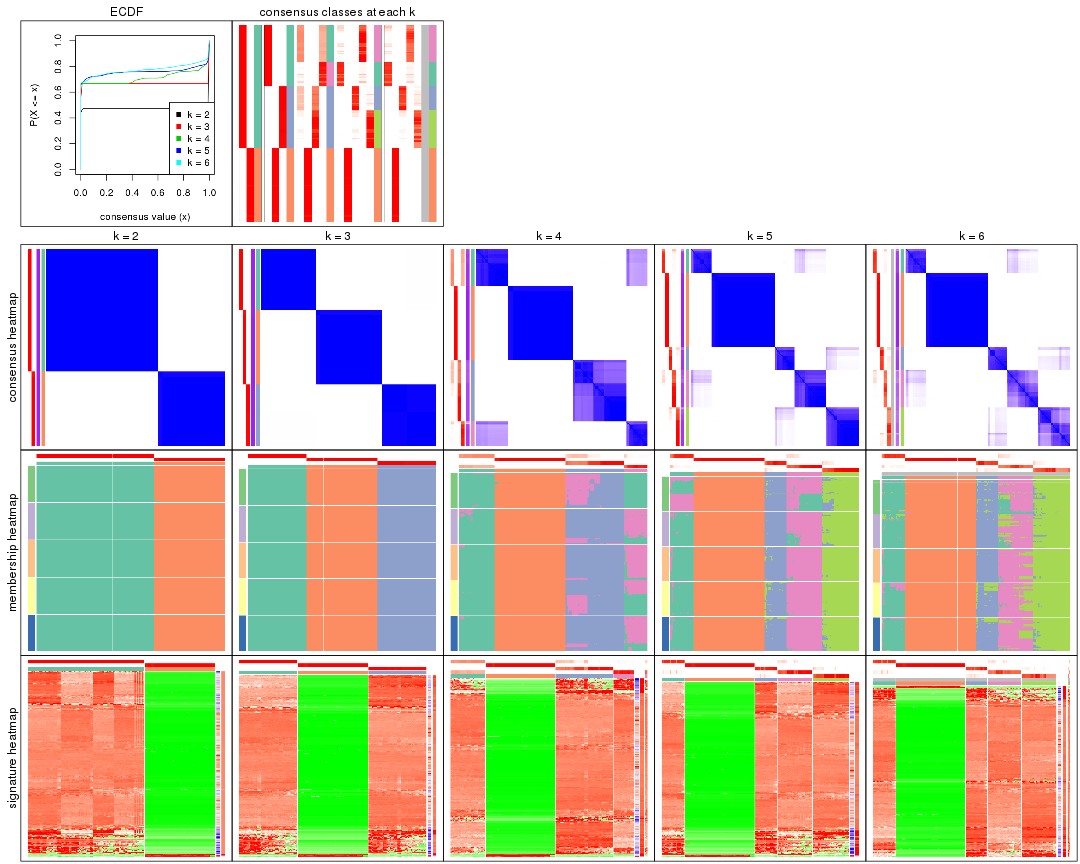 ECDF
consensus classes at each k
P(X <= x)
1.0
0.8
0.6
0.4
0.2
0.0
k = 2
k = 3
k = 4
k = 5
k = 6
0.0 0.2 0.4 0.6 0.8 1.0
consensus value (x)
k = 2
k = 3
k = 4
k = 5
k = 6
consensus heatmap
membership heatmap
signature heatmap